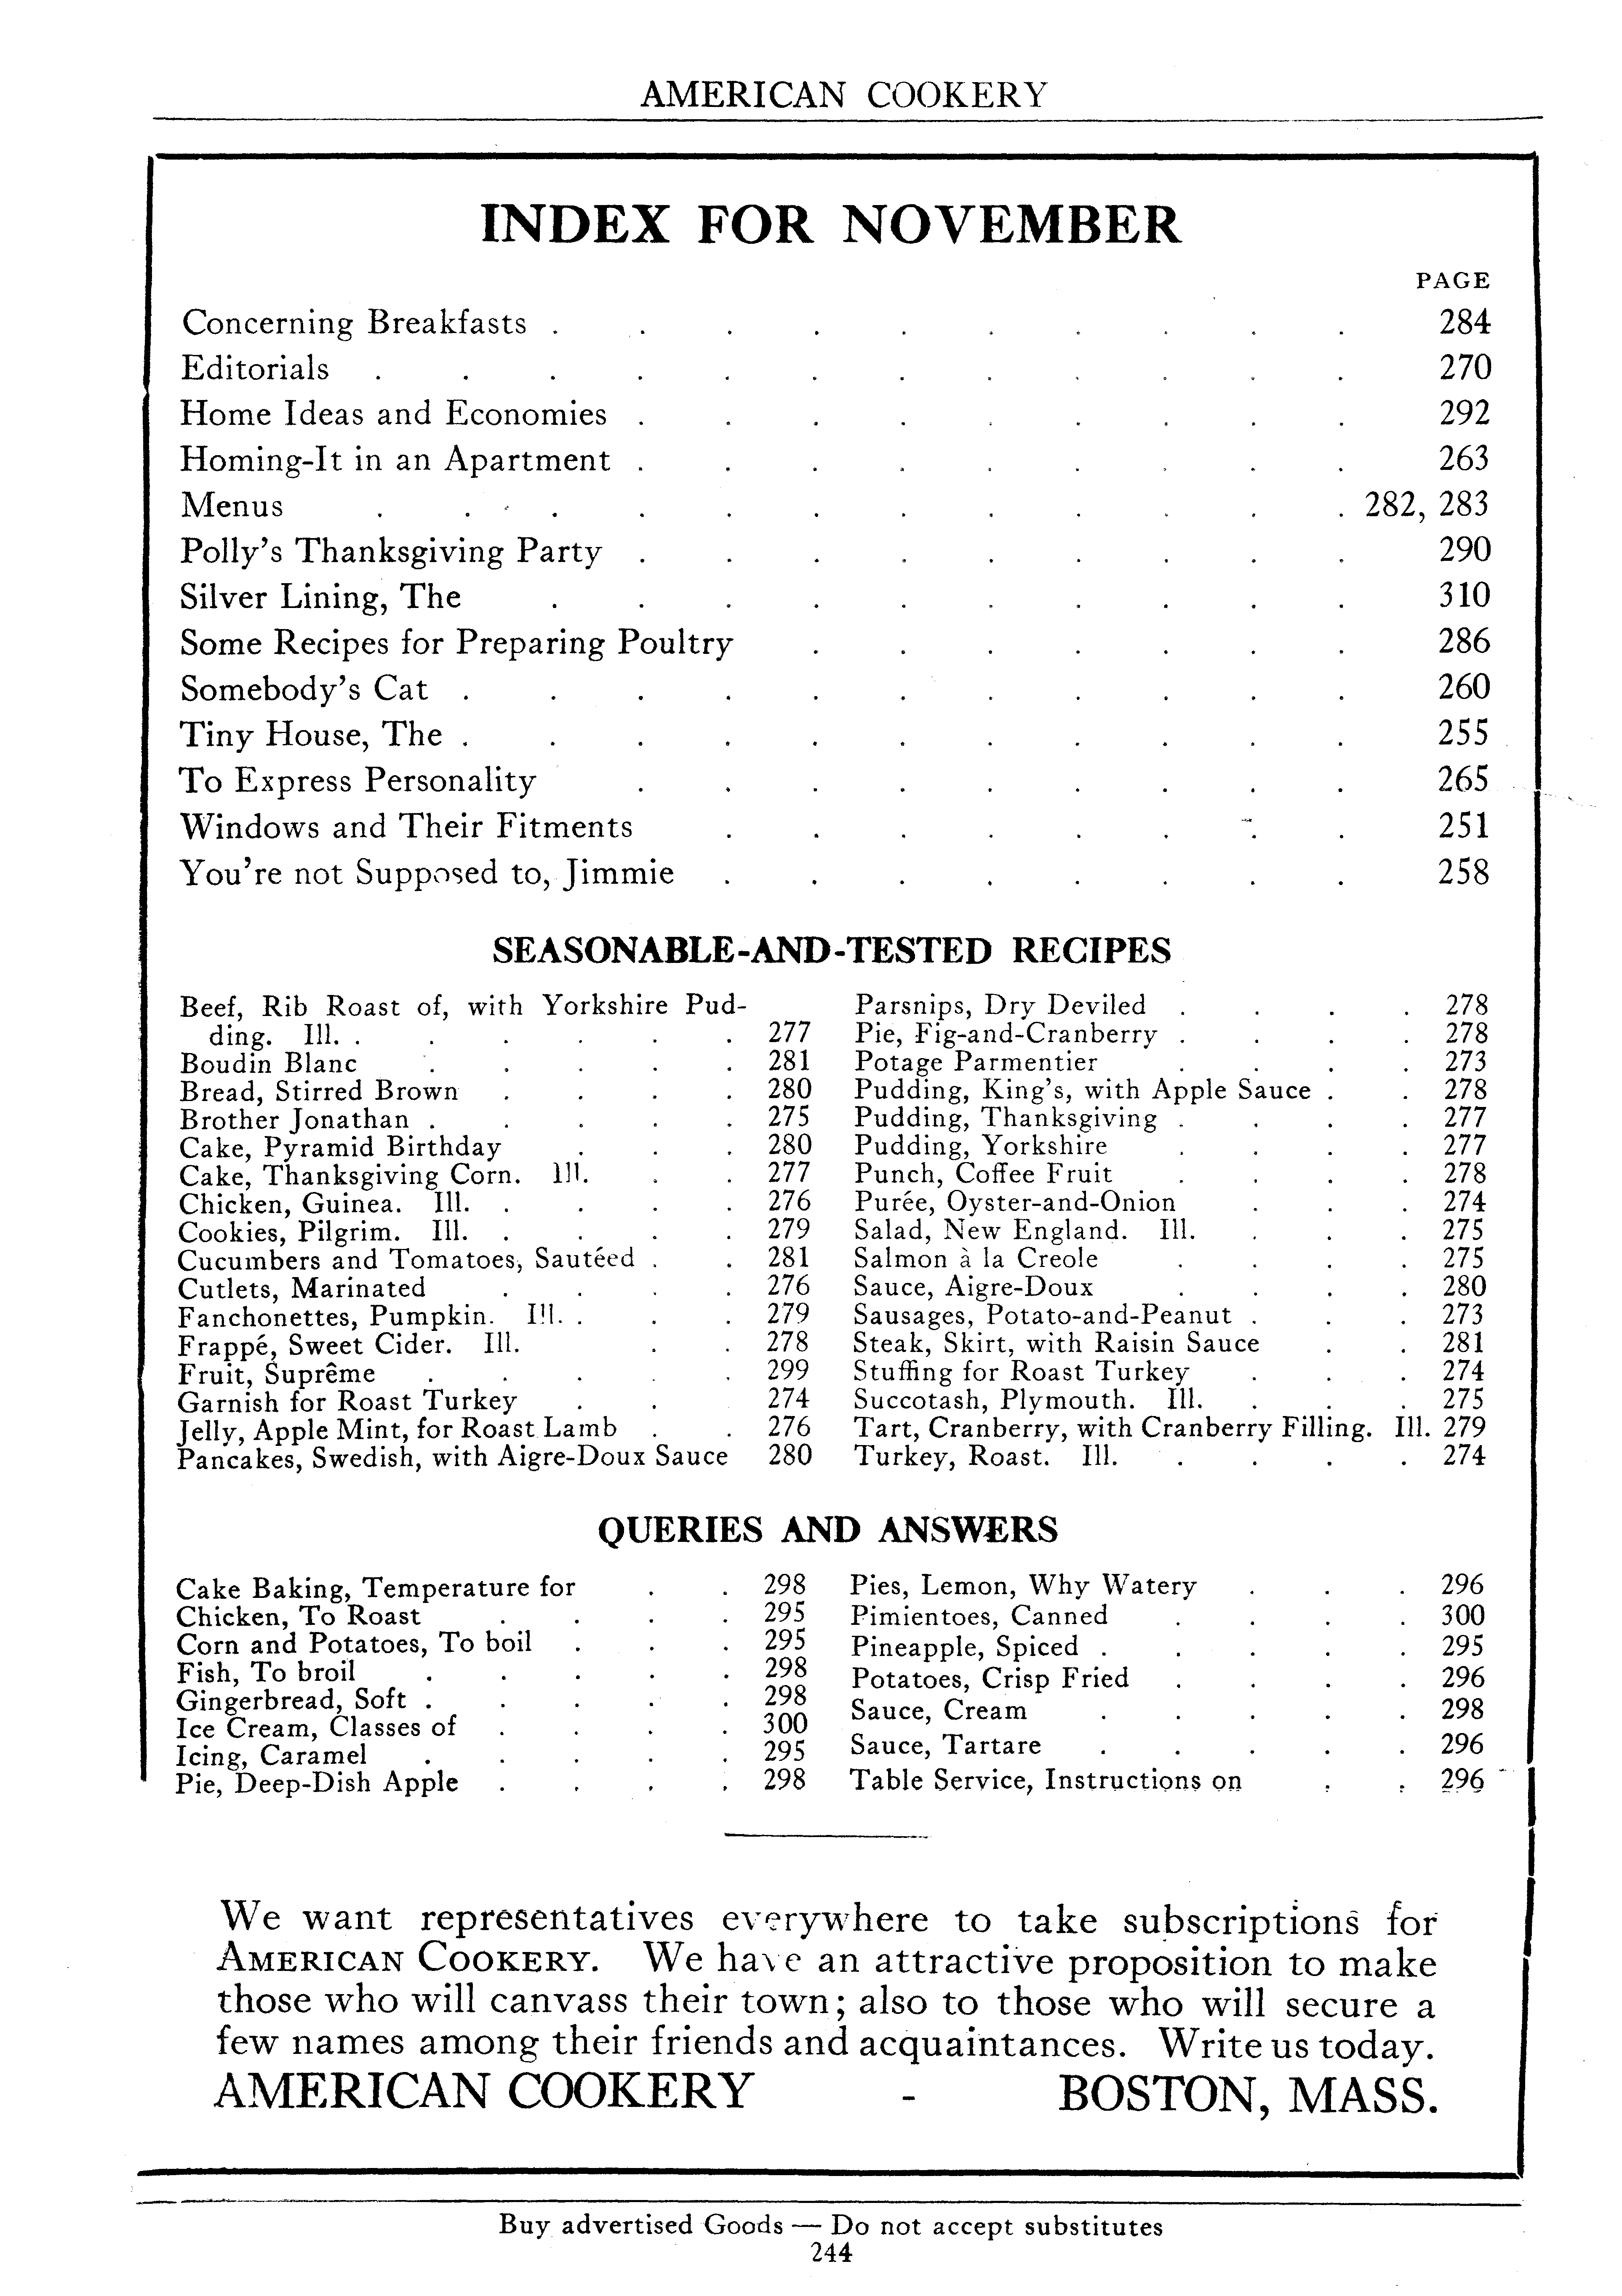 AMERICAN COOKERY
INDEX FOR NOVEMBER
PAGE
Concerning Breakfasts . . . . . . . . . . 284
Editorials . . . . . . . . . . . . 270
Home Ideas and Economies . . . . . . . . . 292
Homing-It in an Apartment . . . . . . . . . 263
Menus . . . . . . . . . . . . 282, 283
Polly's Thanksgiving Party . . . . . . . . . 290
Silver Lining, The . . . . . . . . . . 310
Some Recipes for Preparing Poultry . . . . . . . 286
Somebody's Cat . . . . . . . . . . . 260
Tiny House, The . . . . . . . . . . . 255
To Express Personality . . . . . . . . . 265
Windows and Their Fitments . . . . . . . . 251
You're not Supposed to, Jimmie . . . . . . . . 258
SEASONABLE-AND-TESTED RECIPES
Beef, Rib Roast of, with Yorkshire Pud-
ding. Ill. . . . . . . 277
Boudin Blanc . . . . . 281
Bread, Stirred Brown . . . . 280
Brother Jonathan . . . . . 275
Cake, Pyramid Birthday . . . 280
Cake, Thanksgiving Corn. Ill. . . 277
Chicken, Guinea. Ill. . . . . 276
Cookies, Pilgrim. Ill. . . . . 279
Cucumbers and Tomatoes, Sautéed . . 281
Cutlets, Marinated . . . . 276
Fanchonettes, Pumpkin. Ill. . . . 279
Frappé, Sweet Cider. Ill. . . 278
Fruit, Suprême . . . . . 299
Garnish for Roast Turkey . . 274
Jelly, Apple Mint, for Roast Lamb . . 276
Pancakes, Swedish, with Aigre-Doux Sauce 280
Parsnips, Dry Deviled . . . . 278
Pie, Fig-and-Cranberry . . . . 278
Potage Parmentier . . . . 273
Pudding, King's, with Apple Sauce . . 278
Pudding, Thanksgiving . . . . 277
Pudding, Yorkshire . . . . 277
Punch, Coffee Fruit . . . . 278
Purée, Oyster-and-Onion . . . 274
Salad, New England. Ill. . . . 275
Salmon à la Creole . . . . 275
Sauce, Aigre-Doux . . . . 280
Sausages, Potato-and-Peanut . . . 273
Steak, Skirt, with Raisin Sauce . . 281
Stuffing for Roast Turkey . . . 274
Succotash, Plymouth. Ill. . . . 275
Tart, Cranberry, with Cranberry Filling. Ill. 279
Turkey, Roast. Ill. . . . . 274
QUERIES AND ANSWERS
Cake Baking, Temperature for . . 298
Chicken, To Roast . . . . 295
Corn and Potatoes, To boil . . . 295
Fish, To broil . . . . . 298
Gingerbread, Soft . . . . . 298
Ice Cream, Classes of . . . . 300
Icing, Caramel . . . . . 295
Pie, Deep-Dish Apple . . . . 298
Pies, Lemon, Why Watery . . . 296
Pimientoes, Canned . . . . 300
Pineapple, Spiced . . . . . 295
Potatoes, Crisp Fried . . . . 296
Sauce, Cream . . . . . 298
Sauce, Tartare . . . . . 296
Table Service, Instructions on . . 296
We want representatives everywhere to take subscriptions for
AMERICAN COOKERY. We have an attractive proposition to make
those who will canvass their town; also to those who will secure a
few names among their friends and acquaintances. Write us today.
AMERICAN COOKERY - BOSTON, MASS.
Buy advertised Goods — Do not accept substitutes
244